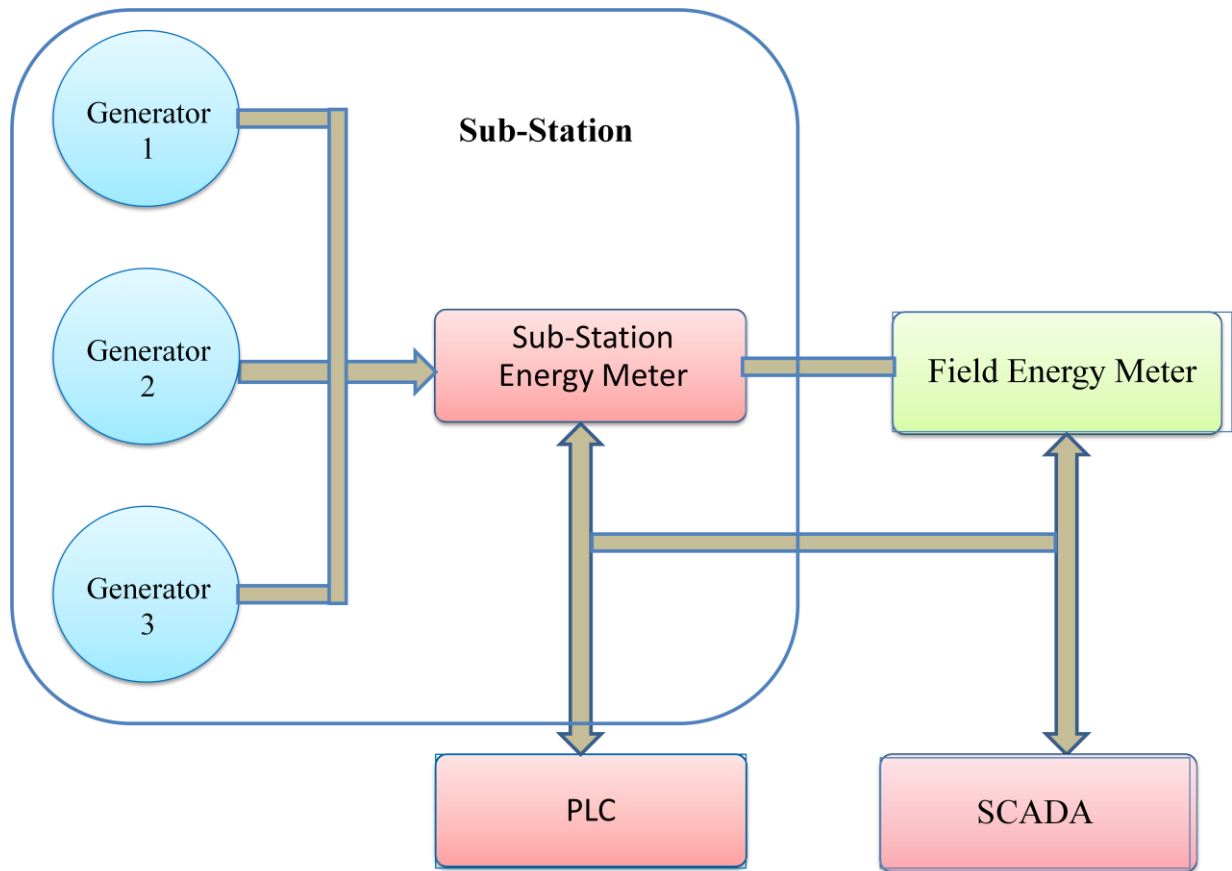 Generator
1
Sub-Station
Generator
2
Sub-Station
Energy Meter
Field Energy Meter
Generator
3
PLC
SCADA